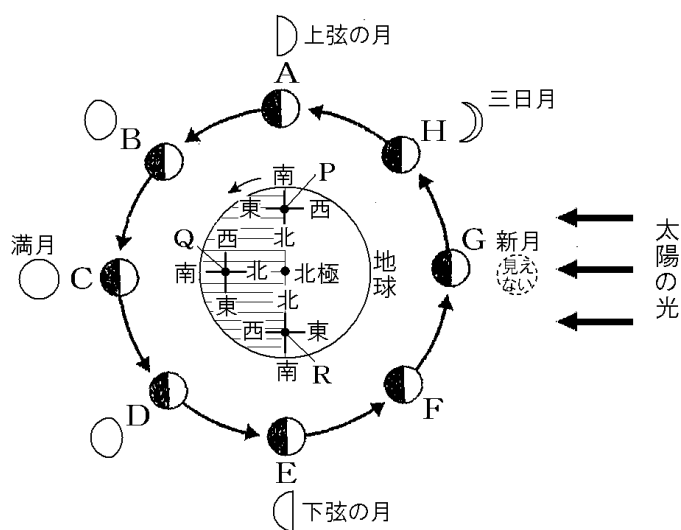 上弦の月
A
三日月
H
B
南
P
東
西
北
Q
西
南
北
東
北極
地球
G
新月
見え
ない
太陽の光
満月
C
北
西
東
南
R
D
F
E
下弦の月